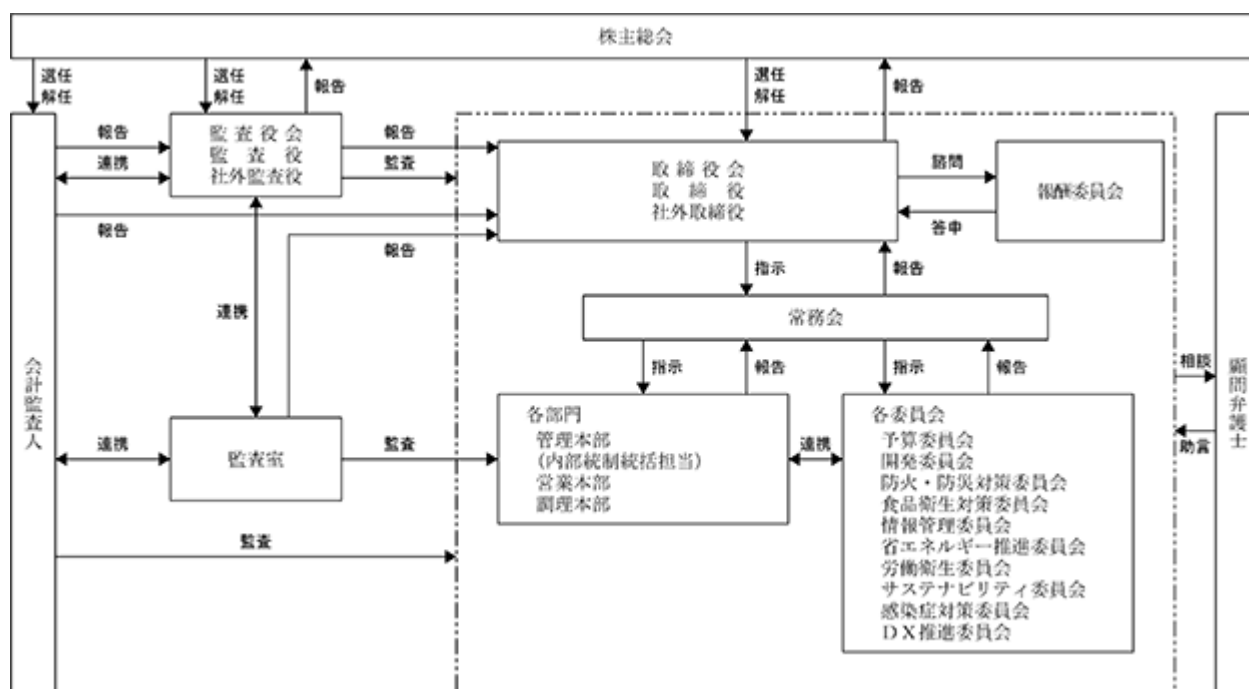 株主総会
選任
解任
選任
解任
報告
選任
解任
報告
報告
連携
監査役会
監査役
社外監査役
報告
監査
取締役会
取締役
社外取締役
諮問
答申
報酬委員会
報告
報告
指示
報告
連携
常務会
指示
報告
指示
報告
相談
助言
顧問弁護士
会計監査人
連携
監査室
監査
各部門
管理本部
(内部統制統括担当)
営業本部
調理本部
連携
各委員会
予算委員会
開発委員会
防火・防災対策委員会
食品衛生対策委員会
情報管理委員会
省エネルギー推進委員会
労働衛生委員会
サステナビリティ委員会
感染症対策委員会
DX推進委員会
監査